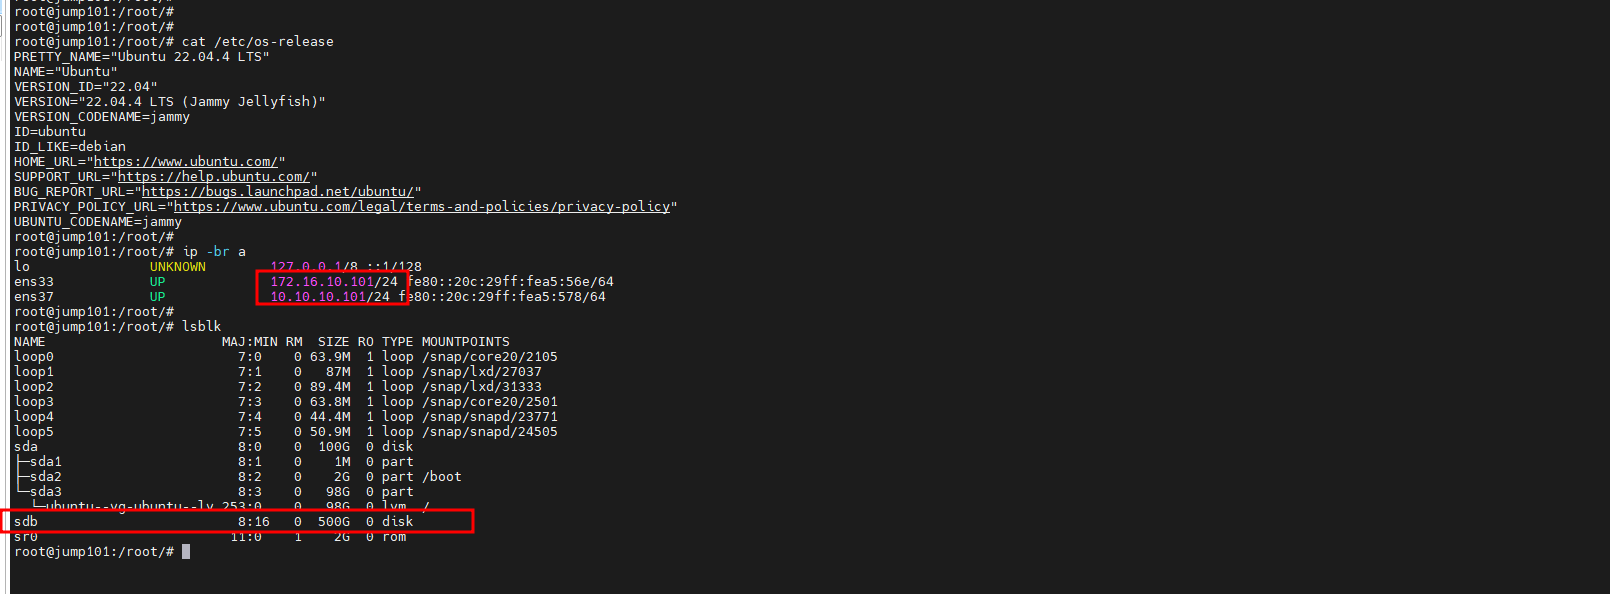 root@jump101:/root/#
root@jump101:/root/#
root@jump101:/root/# cat /etc/os-release
PRETTY_NAME="Ubuntu 22.04.4 LTS"
NAME="Ubuntu"
VERSION_ID="22.04"
VERSION="22.04.4 LTS (Jammy Jellyfish)"
VERSION_CODENAME=jammy
ID=ubuntu
ID_LIKE=debian
HOME_URL="https://www.ubuntu.com/"
SUPPORT_URL="https://help.ubuntu.com/"
BUG_REPORT_URL="https://bugs.launchpad.net/ubuntu/"
PRIVACY_POLICY_URL="https://www.ubuntu.com/legal/terms-and-policies/privacy-policy"
UBUNTU_CODENAME=jammy
root@jump101:/root/#
root@jump101:/root/# ip -br a
lo UNKNOWN 127.0.0.1/8 ::1/128
ens33 UP 172.16.10.101/24 fe80::20c:29ff:fea5:56e/64
ens37 UP 10.10.10.101/24 fe80::20c:29ff:fea5:578/64
root@jump101:/root/#
root@jump101:/root/# lsblk
NAME MAJ:MIN RM SIZE RO TYPE MOUNTPOINTS
loop0 7:0 0 63.9M 1 loop /snap/core20/2105
loop1 7:1 0 87M 1 loop /snap/lxd/27037
loop2 7:2 0 89.4M 1 loop /snap/lxd/31333
loop3 7:3 0 63.8M 1 loop /snap/core20/2501
loop4 7:4 0 44.4M 1 loop /snap/snapd/23771
loop5 7:5 0 50.9M 1 loop /snap/snapd/24505
sda 8:0 0 100G 0 disk
├─sda1 8:1 0 1M 0 part
├─sda2 8:2 0 2G 0 part /boot
└─sda3 8:3 0 98G 0 part
└─ubuntu--vg-ubuntu--lv 253:0 0 98G 0 lvm /
sdb 8:16 0 500G 0 disk
sr0 11:0 1 2G 0 rom
root@jump101:/root/#